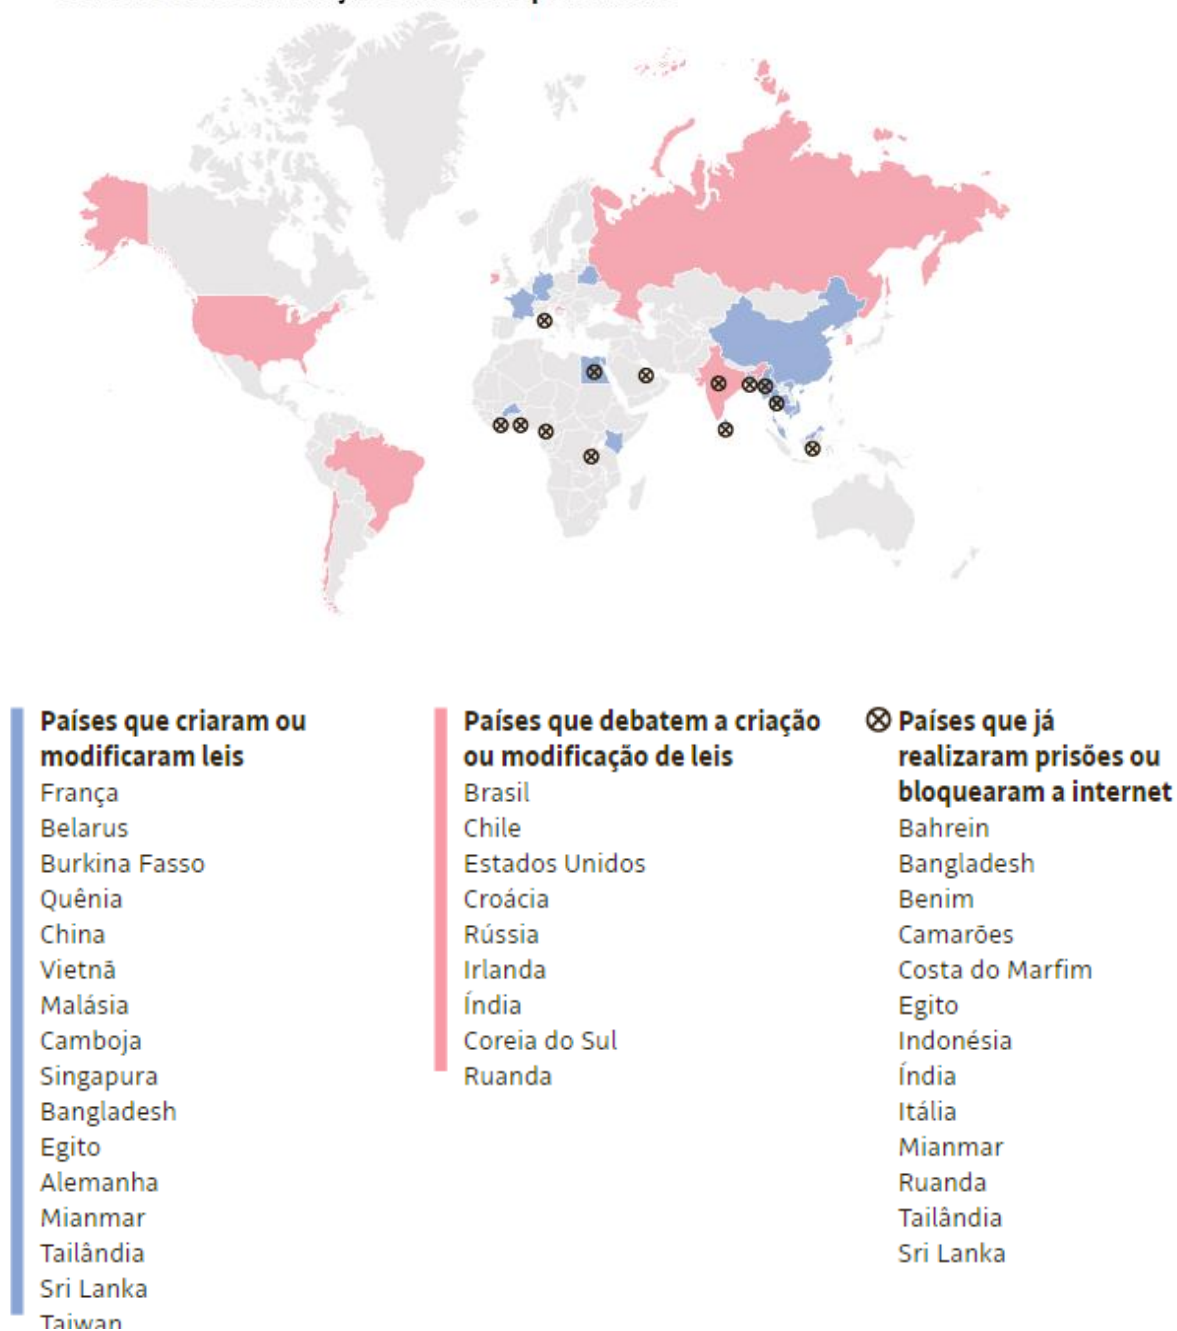 Países que criaram ou
modificaram leis
França
Belarus
Burkina Fasso
Quênia
China
Vietnã
Malásia
Camboja
Singapura
Bangladesh
Egito
Alemanha
Mianmar
Tailândia
Sri Lanka
Taiwan
Países que debatem a criação
ou modificação de leis
Brasil
Chile
Estados Unidos
Croácia
Rússia
Irlanda
Índia
Coreia do Sul
Ruanda
Países que já
realizaram prisões ou
bloquearam a internet
Bahrein
Bangladesh
Benim
Camarões
Costa do Marfim
Egito
Indonésia
Índia
Itália
Mianmar
Ruanda
Tailândia
Sri Lanka